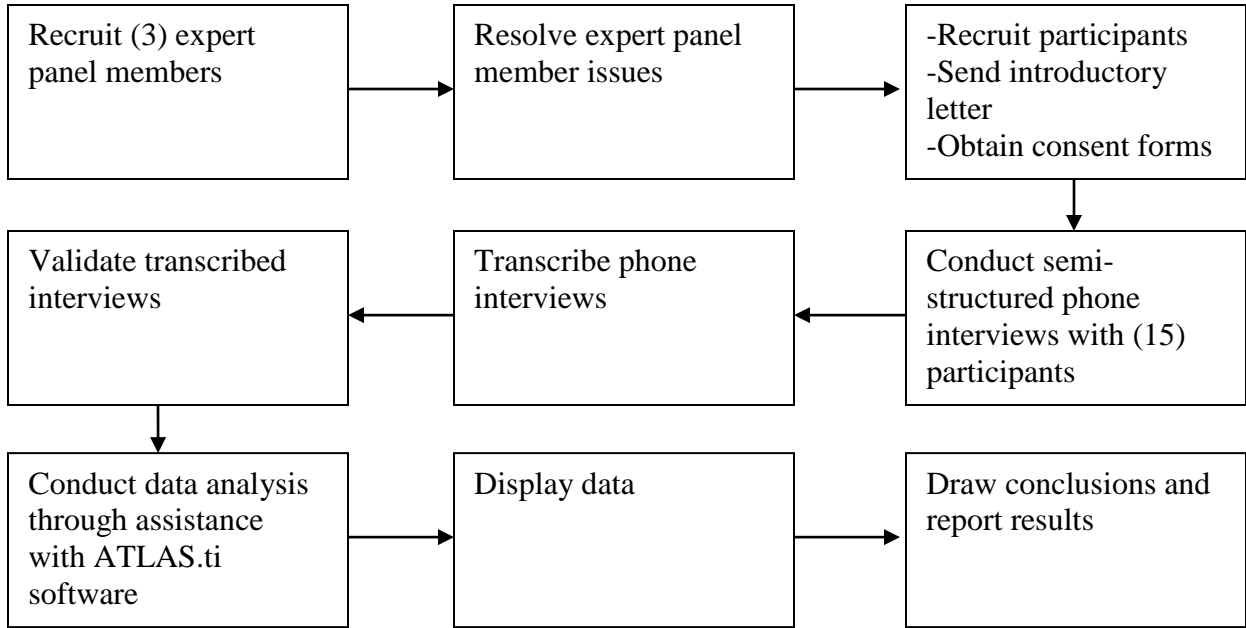 Recruit (3) expert
panel members
Resolve expert panel
member issues
-Recruit participants
-Send introductory
letter
-Obtain consent forms
Validate transcribed
interviews
Transcribe phone
interviews
Conduct semi-
structured phone
interviews with (15)
participants
Conduct data analysis
through assistance
with ATLAS.ti
software
Display data
Draw conclusions and
report results